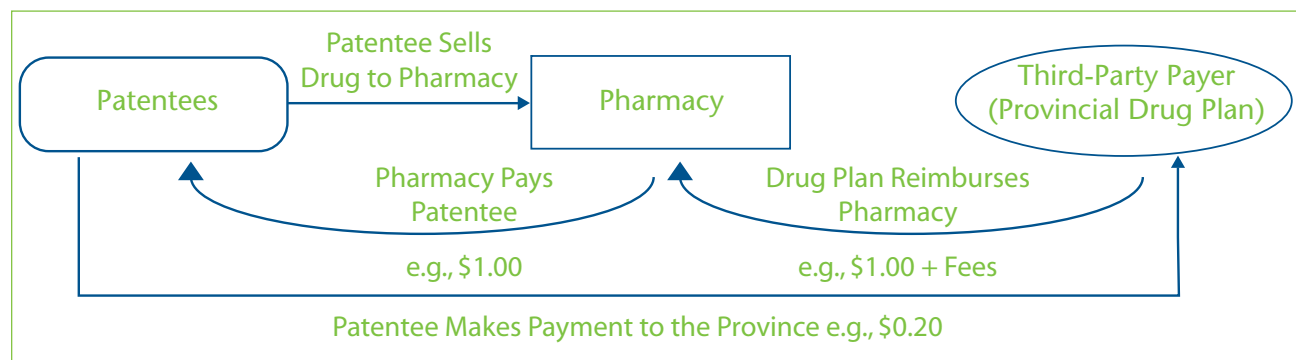 Patentee Sells
Drug to Pharmacy
Patentees
Pharmacy
Third-Party Payer
(Provincial Drug Plan)
Pharmacy Pays
Patentee
Drug Plan Reimburses
Pharmacy
e.g., $1.00
e.g., $1.00 + Fees
Patentee Makes Payment to the Province e.g., $0.20